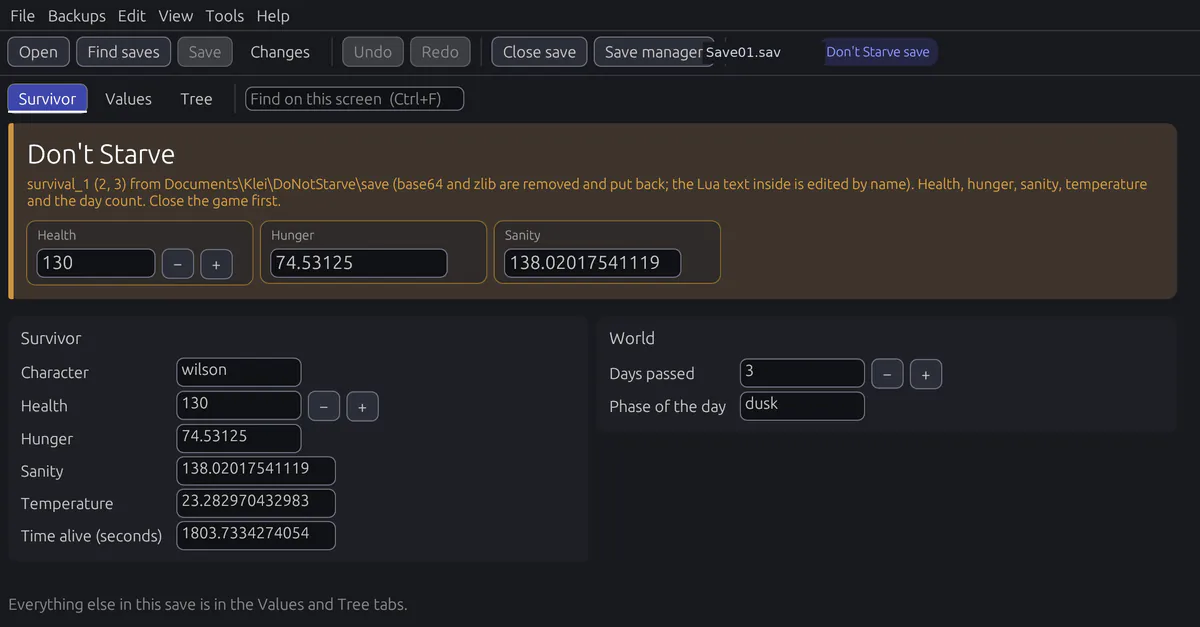 File Backups Edit View Tools Help
Open Find saves Save Changes Undo Redo Close save Save manager Save01.sav Don't Starve save
Survivor Values Tree Find on this screen (Ctrl+F)
Don't Starve
survival_1 (2, 3) from Documents\Klei\DoNotStarve\save (base64 and zlib are removed and put back; the Lua text inside is edited by name). Health, hunger, sanity, temperature
and the day count. Close the game first.
Health Hunger Sanity
130 − + 74.53125 138.02017541119
Survivor
Character wilson
Health 130 − +
Hunger 74.53125
Sanity 138.02017541119
Temperature 23.282970432983
Time alive (seconds) 1803.7334274054
World
Days passed 3 − +
Phase of the day dusk
Everything else in this save is in the Values and Tree tabs.